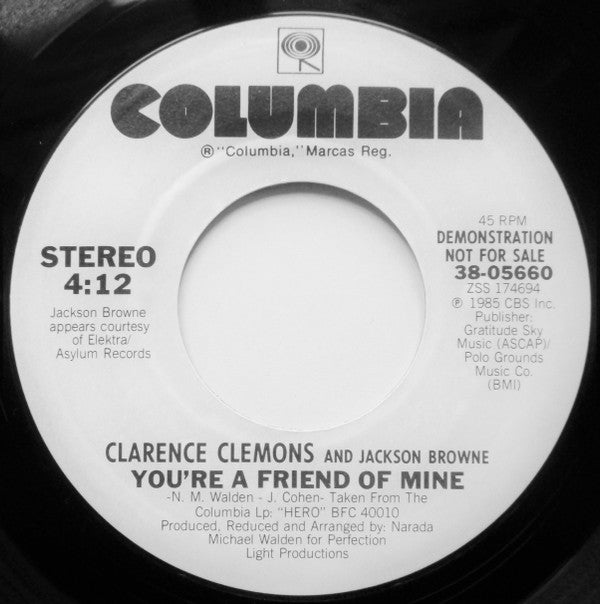 COLUMBIA
®"Columbia," Marcas Reg.
STEREO
4:12
Jackson Browne
appears courtesy
of Elektra/
Asylum Records
45 RPM
DEMONSTRATION
NOT FOR SALE
38-05660
ZSS 174694
℗ 1985 CBS Inc.
Publisher:
Gratitude Sky
Music (ASCAP)/
Polo Grounds
Music Co.
(BMI)
CLARENCE CLEMONS AND JACKSON BROWNE
YOU'RE A FRIEND OF MINE
-N. M. Walden - J. Cohen- Taken From The
Columbia Lp: "HERO" BFC 40010
Produced, Reduced and Arranged by: Narada
Michael Walden for Perfection
Light Productions